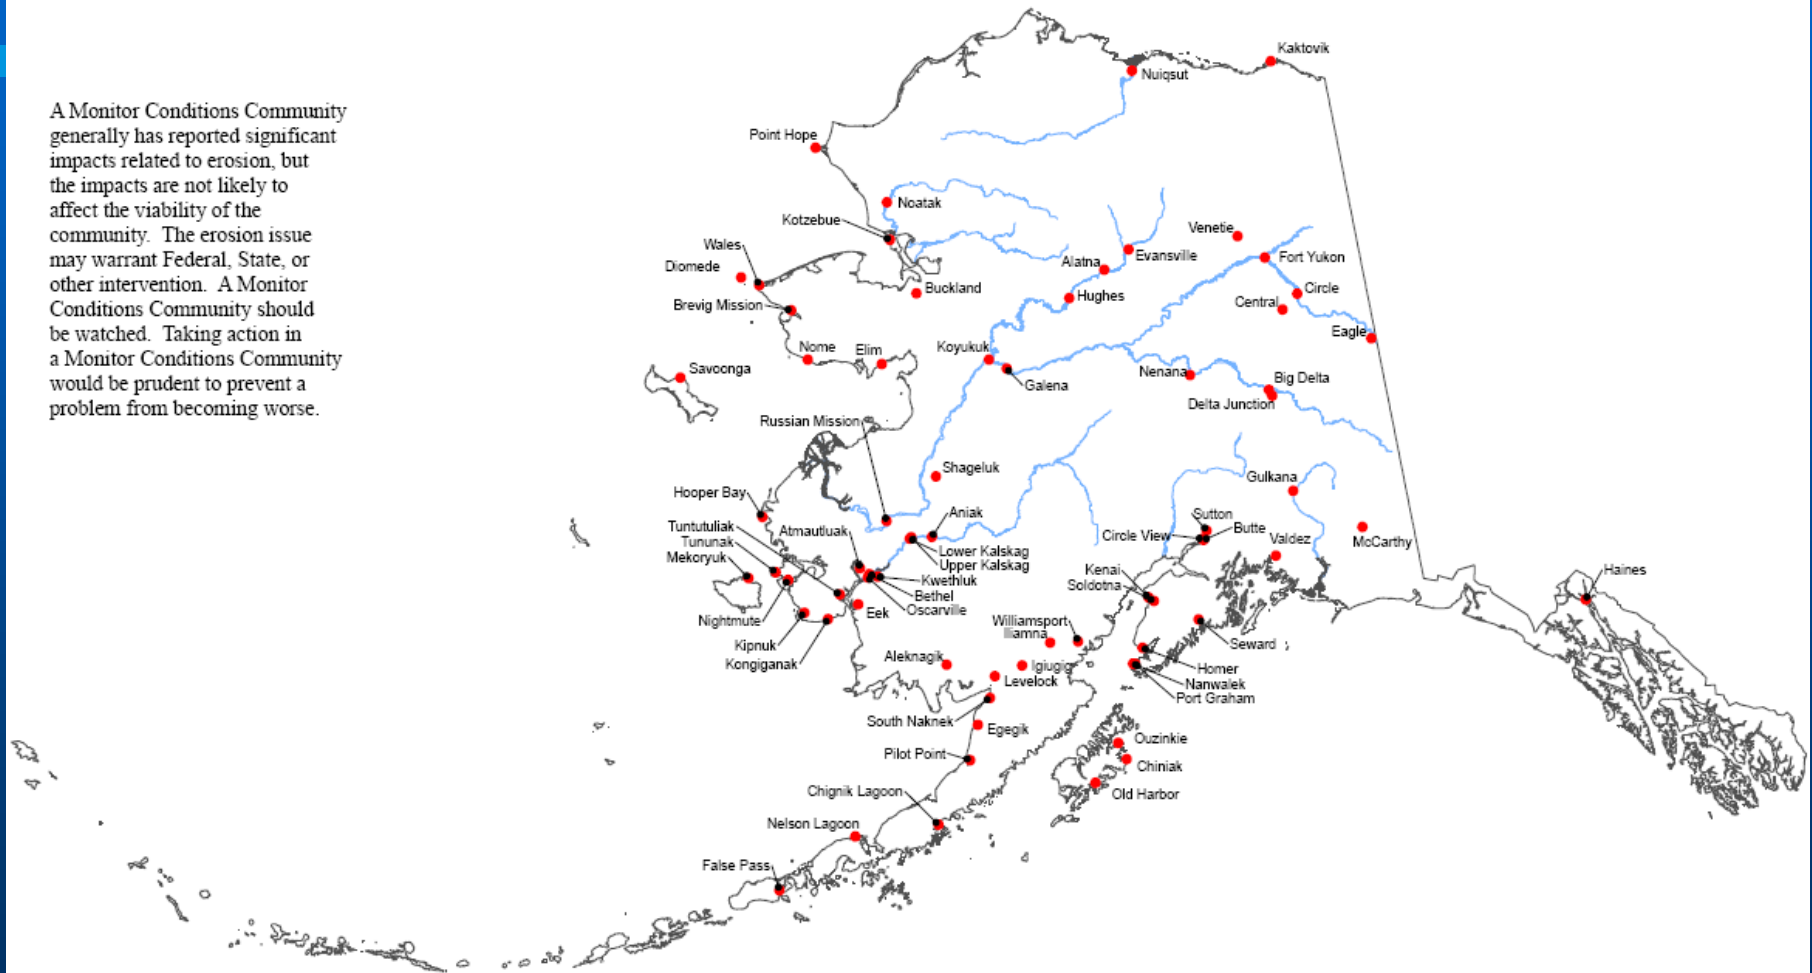 A Monitor Conditions Community
generally has reported significant
impacts related to erosion, but
the impacts are not likely to
affect the viability of the
community. The erosion issue
may warrant Federal, State, or
other intervention. A Monitor
Conditions Community should
be watched. Taking action in
a Monitor Conditions Community
would be prudent to prevent a
problem from becoming worse.
Kaktovik
Nuiqsut
Point Hope
Noatak
Kotzebue
Venetie
Wales
Evansville
Fort Yukon
Alatna
Diomede
Buckland
Circle
Hughes
Central
Brevig Mission
Eagle
Nome
Elim
Koyukuk
Savoonga
Nenana
Big Delta
Galena
Delta Junction
Russian Mission
Shageluk
Gulkana
Hooper Bay
Aniak
Sutton
Tuntutuliak
Atmautluak
Butte
Circle View
Valdez
Tununak
McCarthy
Lower Kalskag
Mekoryuk
Upper Kalskag
Kenai
Haines
Kwethluk
Soldotna
Bethel
Oscarville
Eek
Nightmute
Williamsport
Iliamna
Kipnuk
Seward
Aleknagik
Kongiganak
Igiugig
Homer
Levelock
Nanwalek
Port Graham
South Naknek
Egegik
Ouzinkie
Pilot Point
Chiniak
Chignik Lagoon
Old Harbor
Nelson Lagoon
False Pass